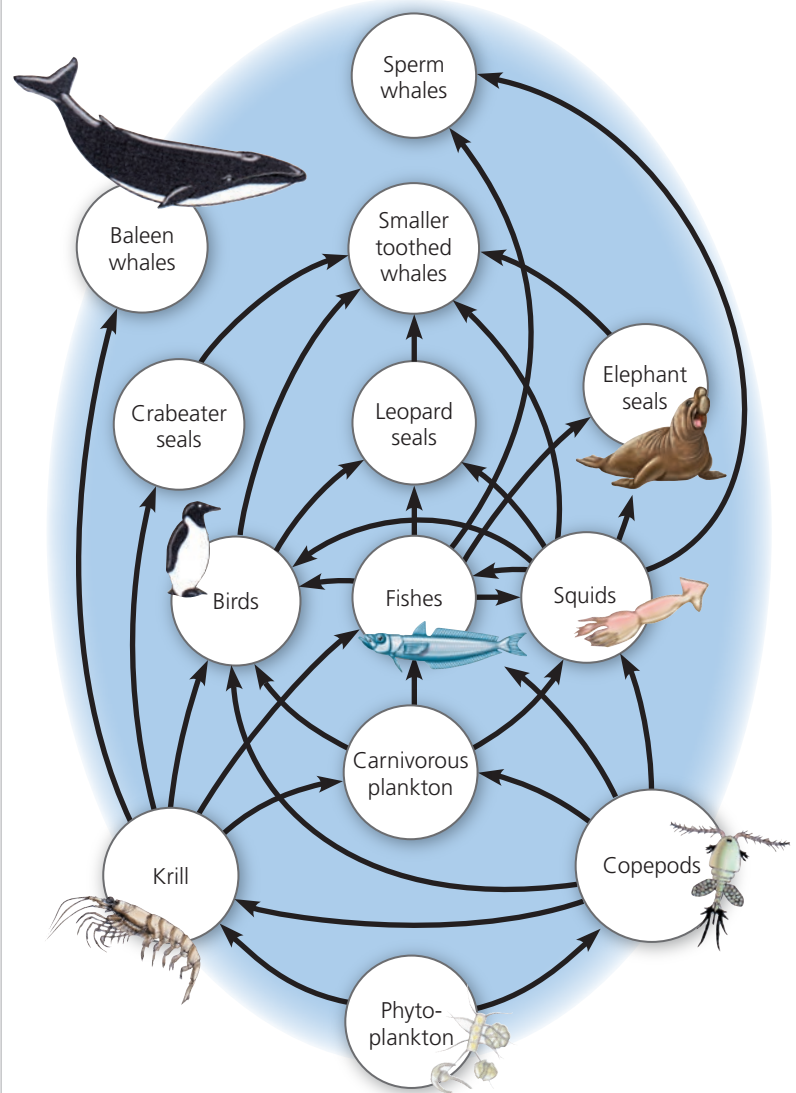 Sperm
whales
Smaller
toothed
whales
Baleen
whales
Elephant
seals
Crabeater
seals
Leopard
seals
Birds
Fishes
Squids
Carnivorous
plankton
Krill
Copepods
Phyto-
plankton